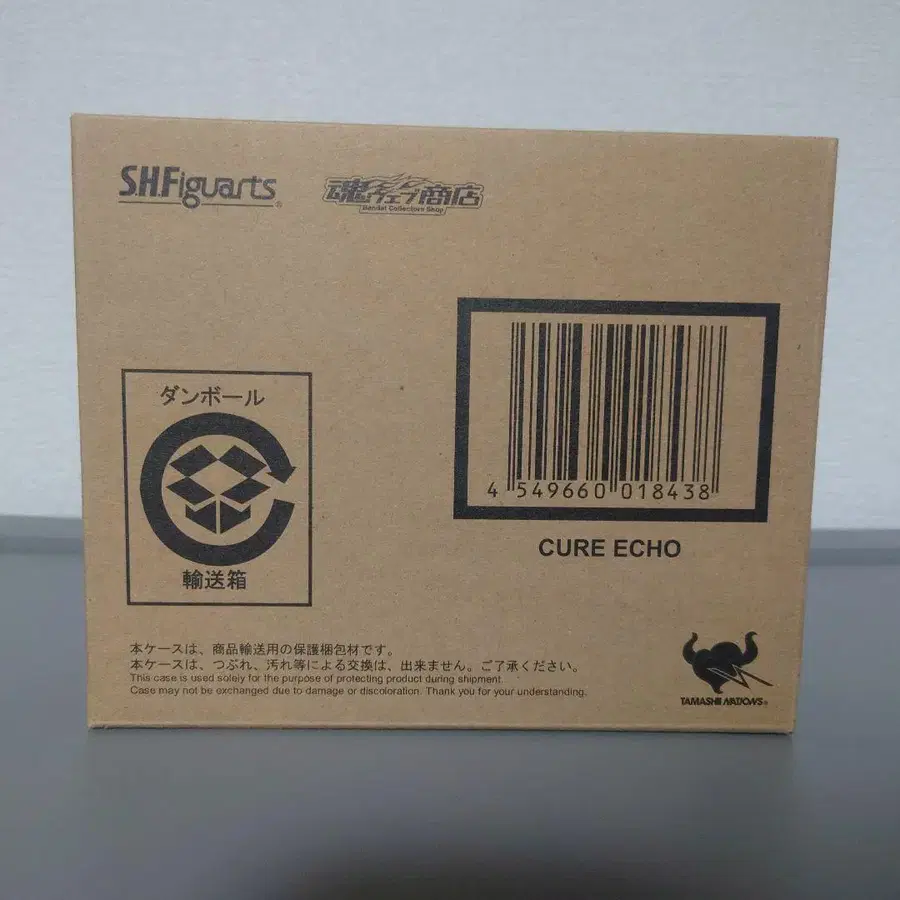 S.H.Figuarts®
魂ウェブ商店
Bandai Collectors Shop
ダンボール
輸送箱
4 549660 018438
CURE ECHO
本ケースは、商品輸送用の保護梱包材です。
本ケースは、つぶれ、汚れ等による交換は、出来ません。ご了承ください。
This case is used solely for the purpose of protecting product during shipment.
Case may not be exchanged due to damage or discoloration. Thank you for your understanding.
TAMASHII NATIONS®